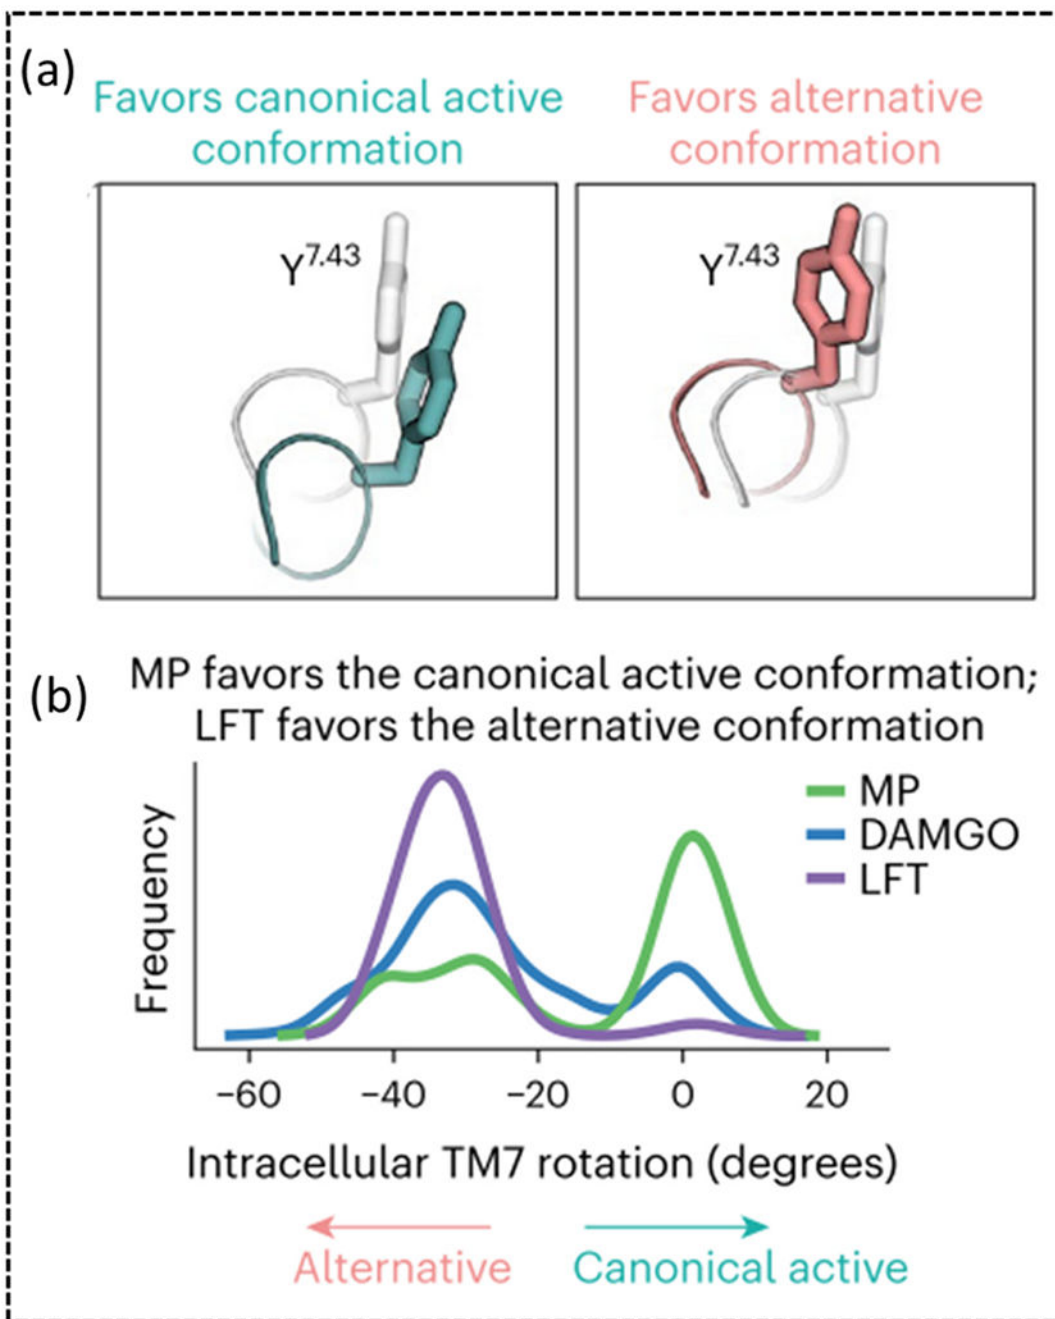 (a)
Favors canonical active
conformation
Favors alternative
conformation
Y7.43
Y7.43
(b)
MP favors the canonical active conformation;
LFT favors the alternative conformation
MP
DAMGO
LFT
Frequency
−60 −40 −20 0 20
Intracellular TM7 rotation (degrees)
Alternative
Canonical active